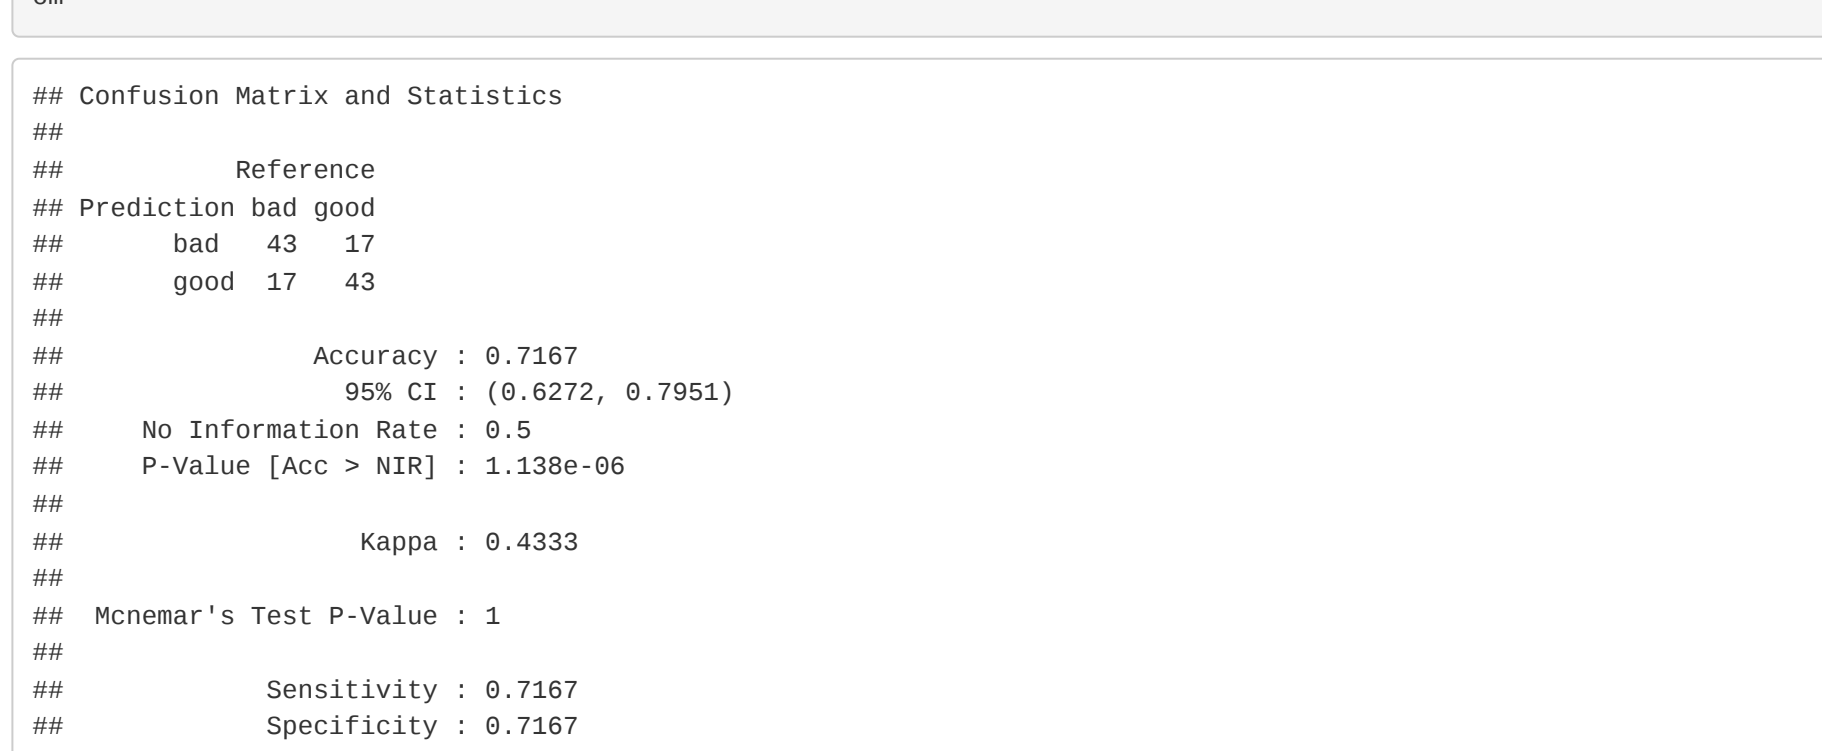 ## Confusion Matrix and Statistics
##
##           Reference
## Prediction bad good
##       bad   43   17
##       good  17   43
##
##                Accuracy : 0.7167
##                  95% CI : (0.6272, 0.7951)
##     No Information Rate : 0.5
##     P-Value [Acc > NIR] : 1.138e-06
##
##                   Kappa : 0.4333
##
##  Mcnemar's Test P-Value : 1
##
##             Sensitivity : 0.7167
##             Specificity : 0.7167